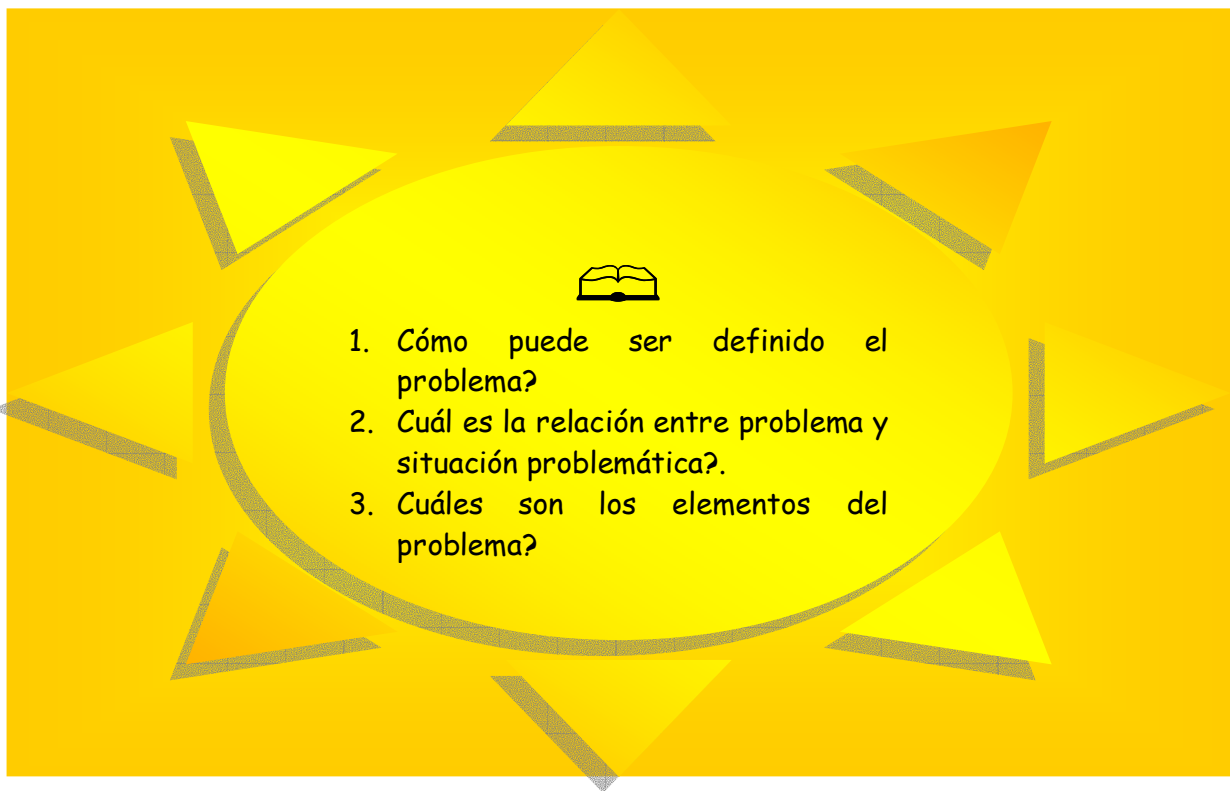 1. Cómo puede ser definido el
problema?
2. Cuál es la relación entre problema y
situación problemática?.
3. Cuáles son los elementos del
problema?